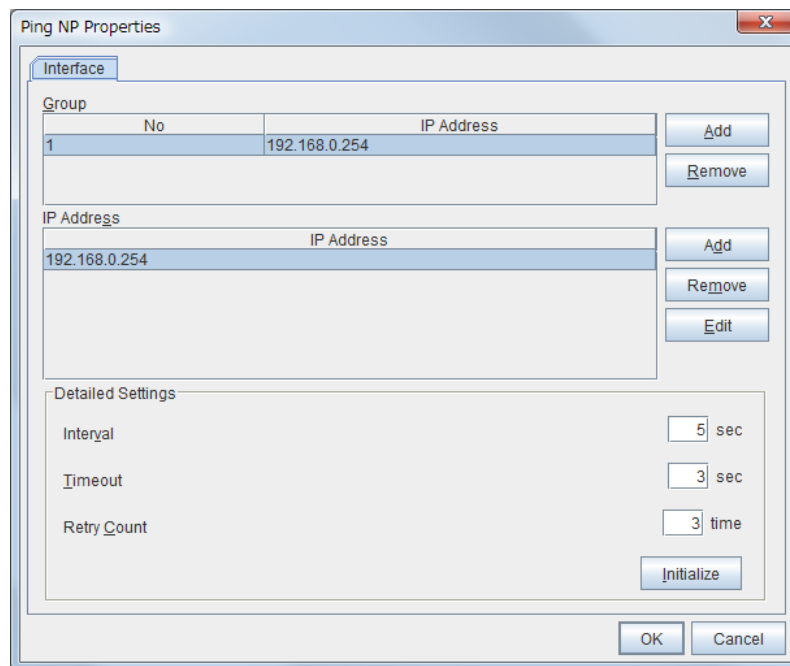 Ping NP Properties
Interface
Group
No IP Address
1 192.168.0.254
Add
Remove
IP Address
IP Address
192.168.0.254
Add
Remove
Edit
Detailed Settings
Interval 5 sec
Timeout 3 sec
Retry Count 3 time
Initialize
OK Cancel